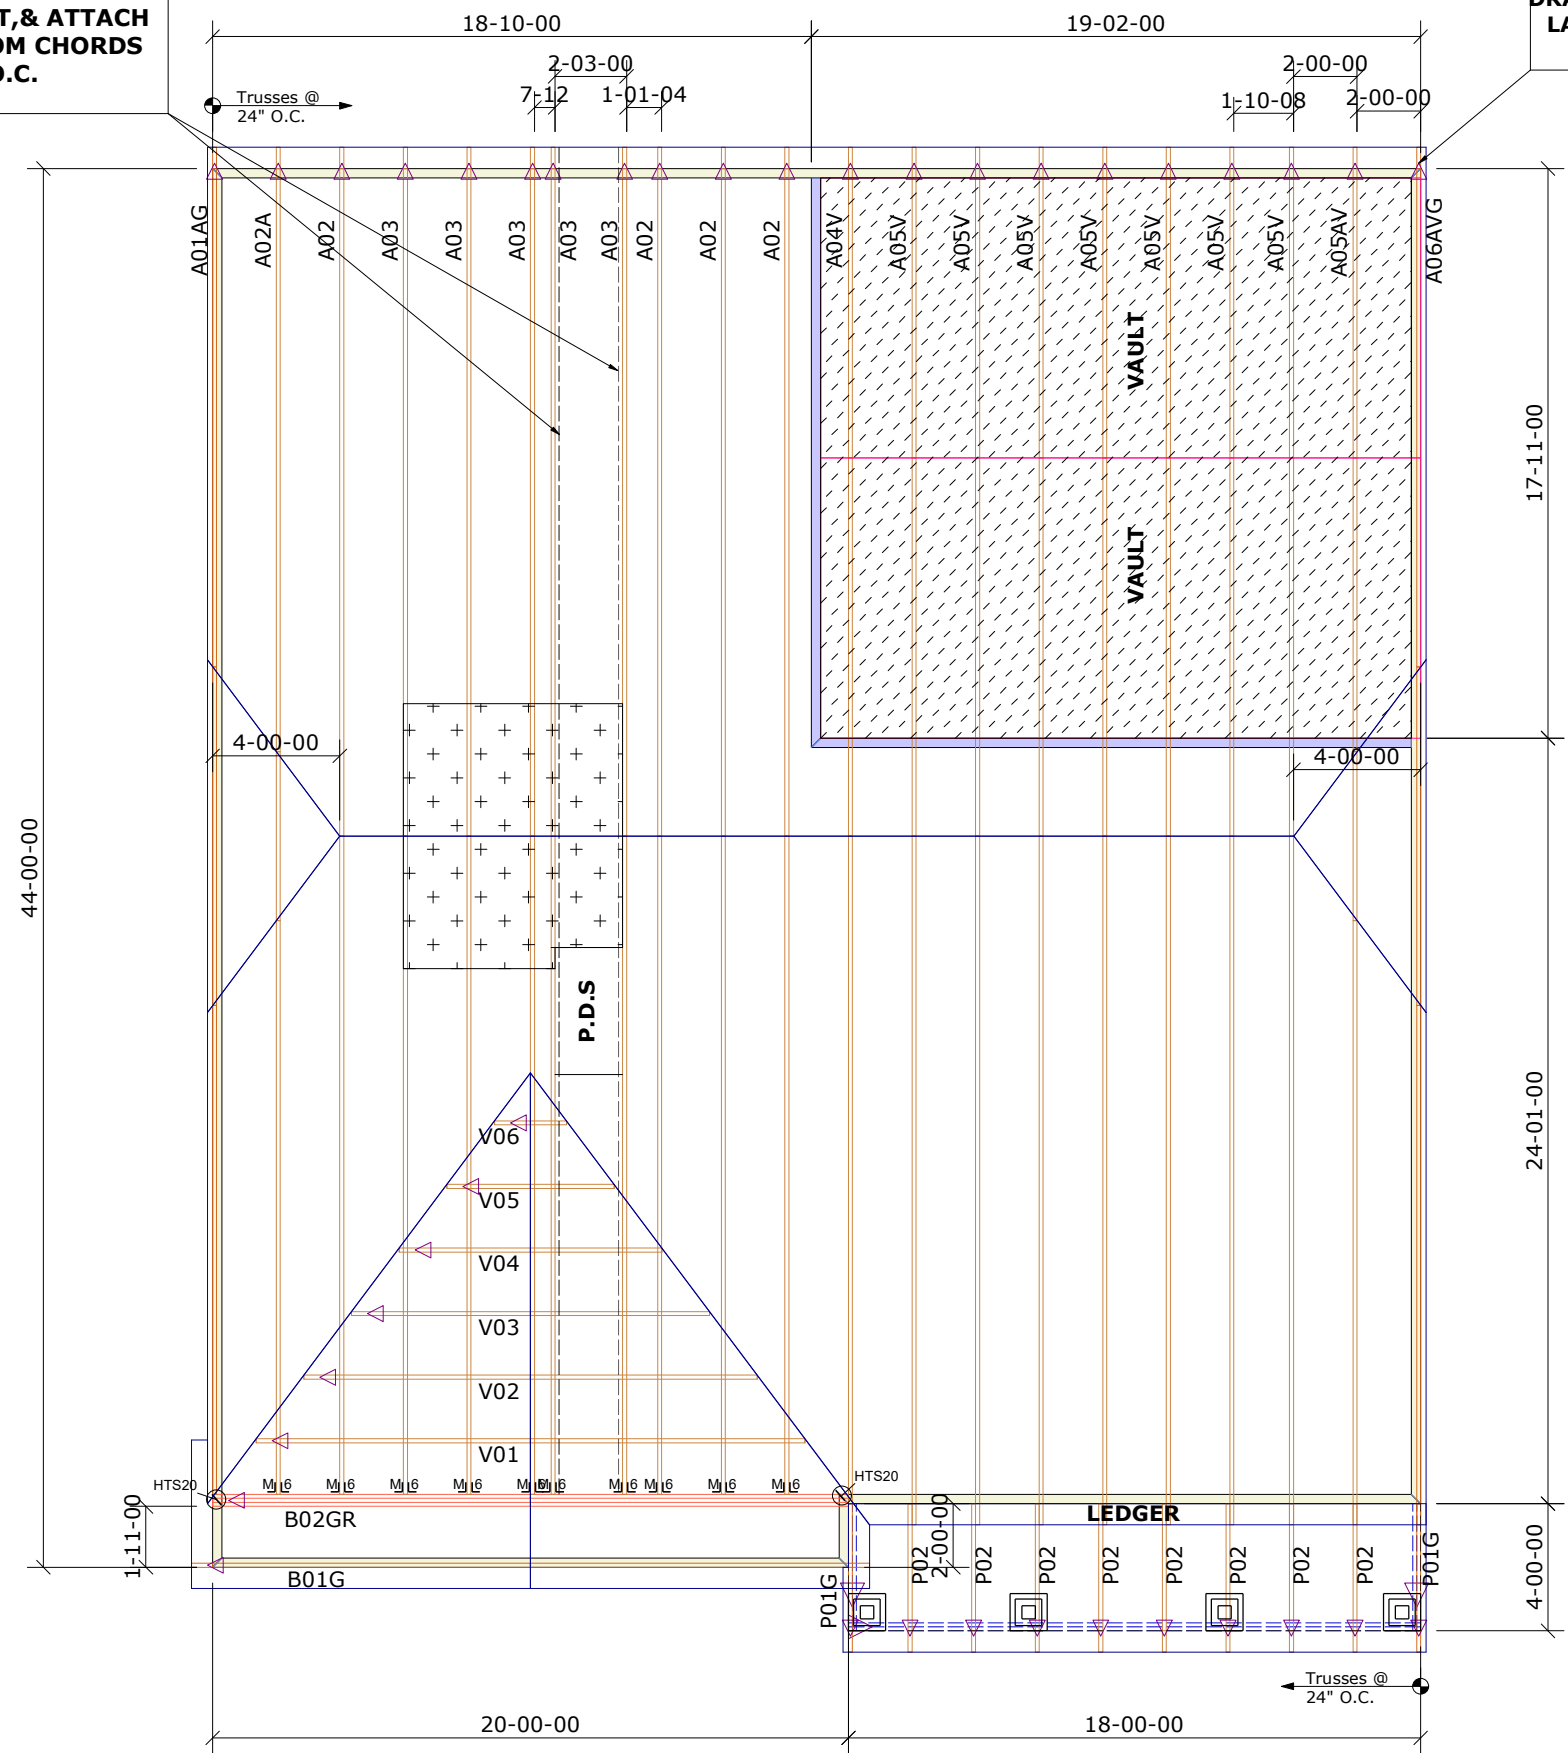 T,& ATTACH
OM CHORDS
O.C.
LA
18-10-00
19-02-00
2-03-00
2-00-00
7-12
1-01-04
1-10-08
2-00-00
Trusses @
24" O.C.
A01AG
A02A
A02
A03
A03
A03
A03
A03
A02
A02
A02
A04V
A05V
A05V
A05V
A05V
A05V
A05V
A05V
A05AV
A06AVG
VAULT
VAULT
17-11-00
4-00-00
4-00-00
44-00-00
P.D.S
24-01-00
V06
V05
V04
V03
V02
V01
HTS20
HTS20
B02GR
1-11-00
B01G
2-00-00
LEDGER
P01G
P02
P02
P02
P02
P02
P02
P02
P02
P01G
4-00-00
Trusses @
24" O.C.
20-00-00
18-00-00